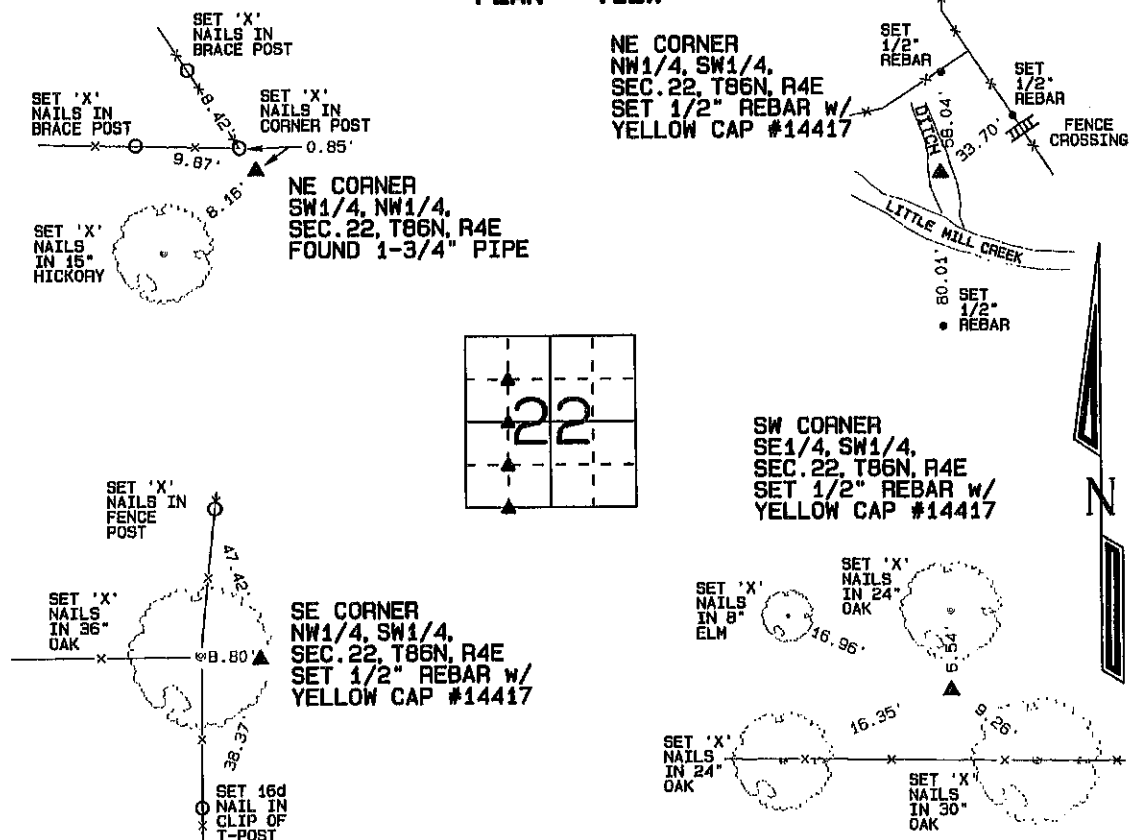 SET 'X'
NAILS IN
BRACE POST
SET 'X'
NAILS IN
BRACE POST
8.42'
SET 'X'
NAILS IN
CORNER POST
9.87'
0.85'
8.16'
SET 'X'
NAILS
IN 15"
HICKORY
NE CORNER
SW1/4, NW1/4,
SEC.22, T86N, R4E
FOUND 1-3/4" PIPE
NE CORNER
NW1/4, SW1/4,
SEC.22, T86N, R4E
SET 1/2" REBAR w/
YELLOW CAP #14417
SET
1/2"
REBAR
SET
1/2"
REBAR
FENCE
CROSSING
DITCH
58.04'
33.70'
LITTLE MILL CREEK
80.01'
SET
1/2"
REBAR
22
N
SET 'X'
NAILS IN
FENCE
POST
47.42'
SET 'X'
NAILS
IN 36"
OAK
8.80'
38.37'
SET 16d
NAIL IN
CLIP OF
T-POST
SE CORNER
NW1/4, SW1/4,
SEC.22, T86N, R4E
SET 1/2" REBAR w/
YELLOW CAP #14417
SW CORNER
SE1/4, SW1/4,
SEC.22, T86N, R4E
SET 1/2" REBAR w/
YELLOW CAP #14417
SET 'X'
NAILS
IN 8"
ELM
SET 'X'
NAILS
IN 24"
OAK
16.96'
6.54'
16.35'
9.26'
SET 'X'
NAILS
IN 24"
OAK
SET 'X'
NAILS
IN 30"
OAK